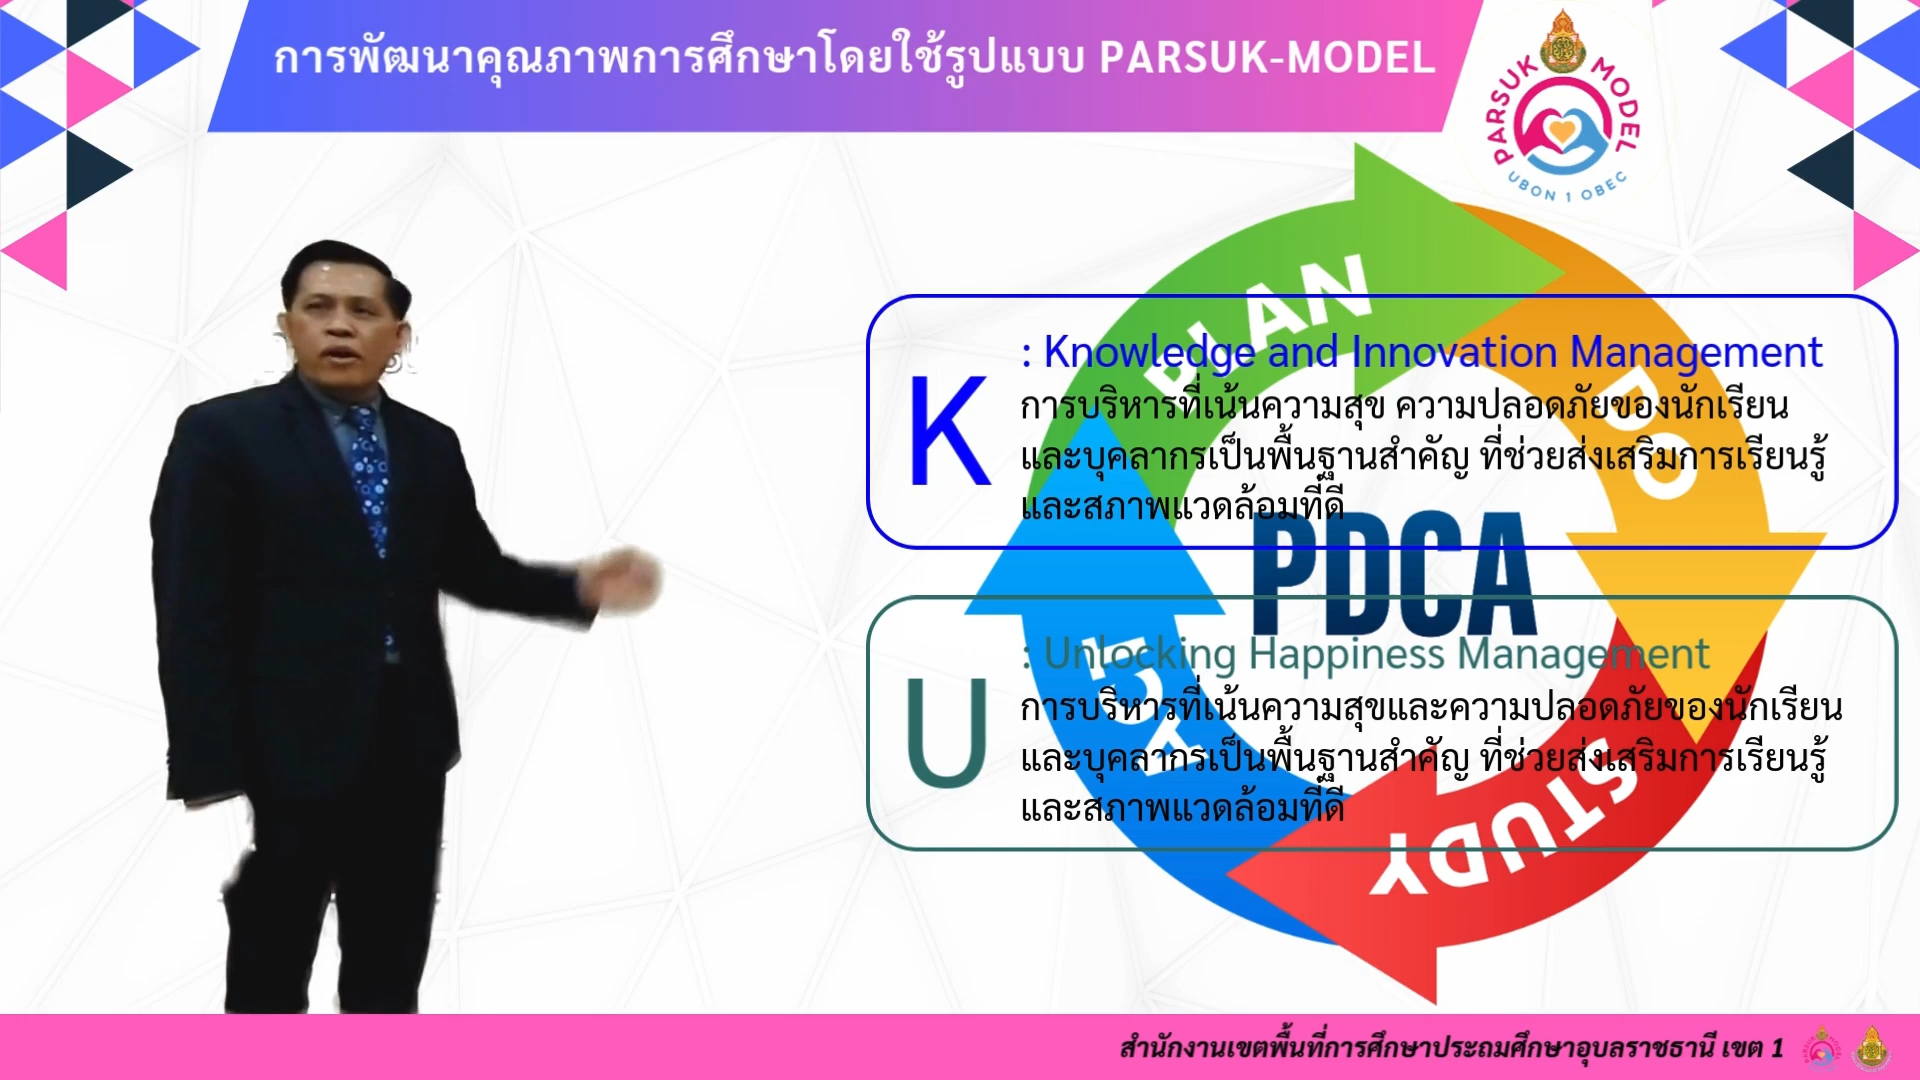 การพัฒนาคุณภาพการศึกษาโดยใช้รูปแบบ PARSUK-MODEL
PARSUK MODEL
UBON 1 OBEC
PLAN
DO
K
: Knowledge and Innovation Management
การบริหารที่เน้นความสุข ความปลอดภัยของนักเรียน
และบุคลากรเป็นพื้นฐานสำคัญ ที่ช่วยส่งเสริมการเรียนรู้
และสภาพแวดล้อมที่ดี
PDCA
U
: Unlocking Happiness Management
การบริหารที่เน้นความสุขและความปลอดภัยของนักเรียน
และบุคลากรเป็นพื้นฐานสำคัญ ที่ช่วยส่งเสริมการเรียนรู้
และสภาพแวดล้อมที่ดี
ACT
STUDY
สำนักงานเขตพื้นที่การศึกษาประถมศึกษาอุบลราชธานี เขต 1